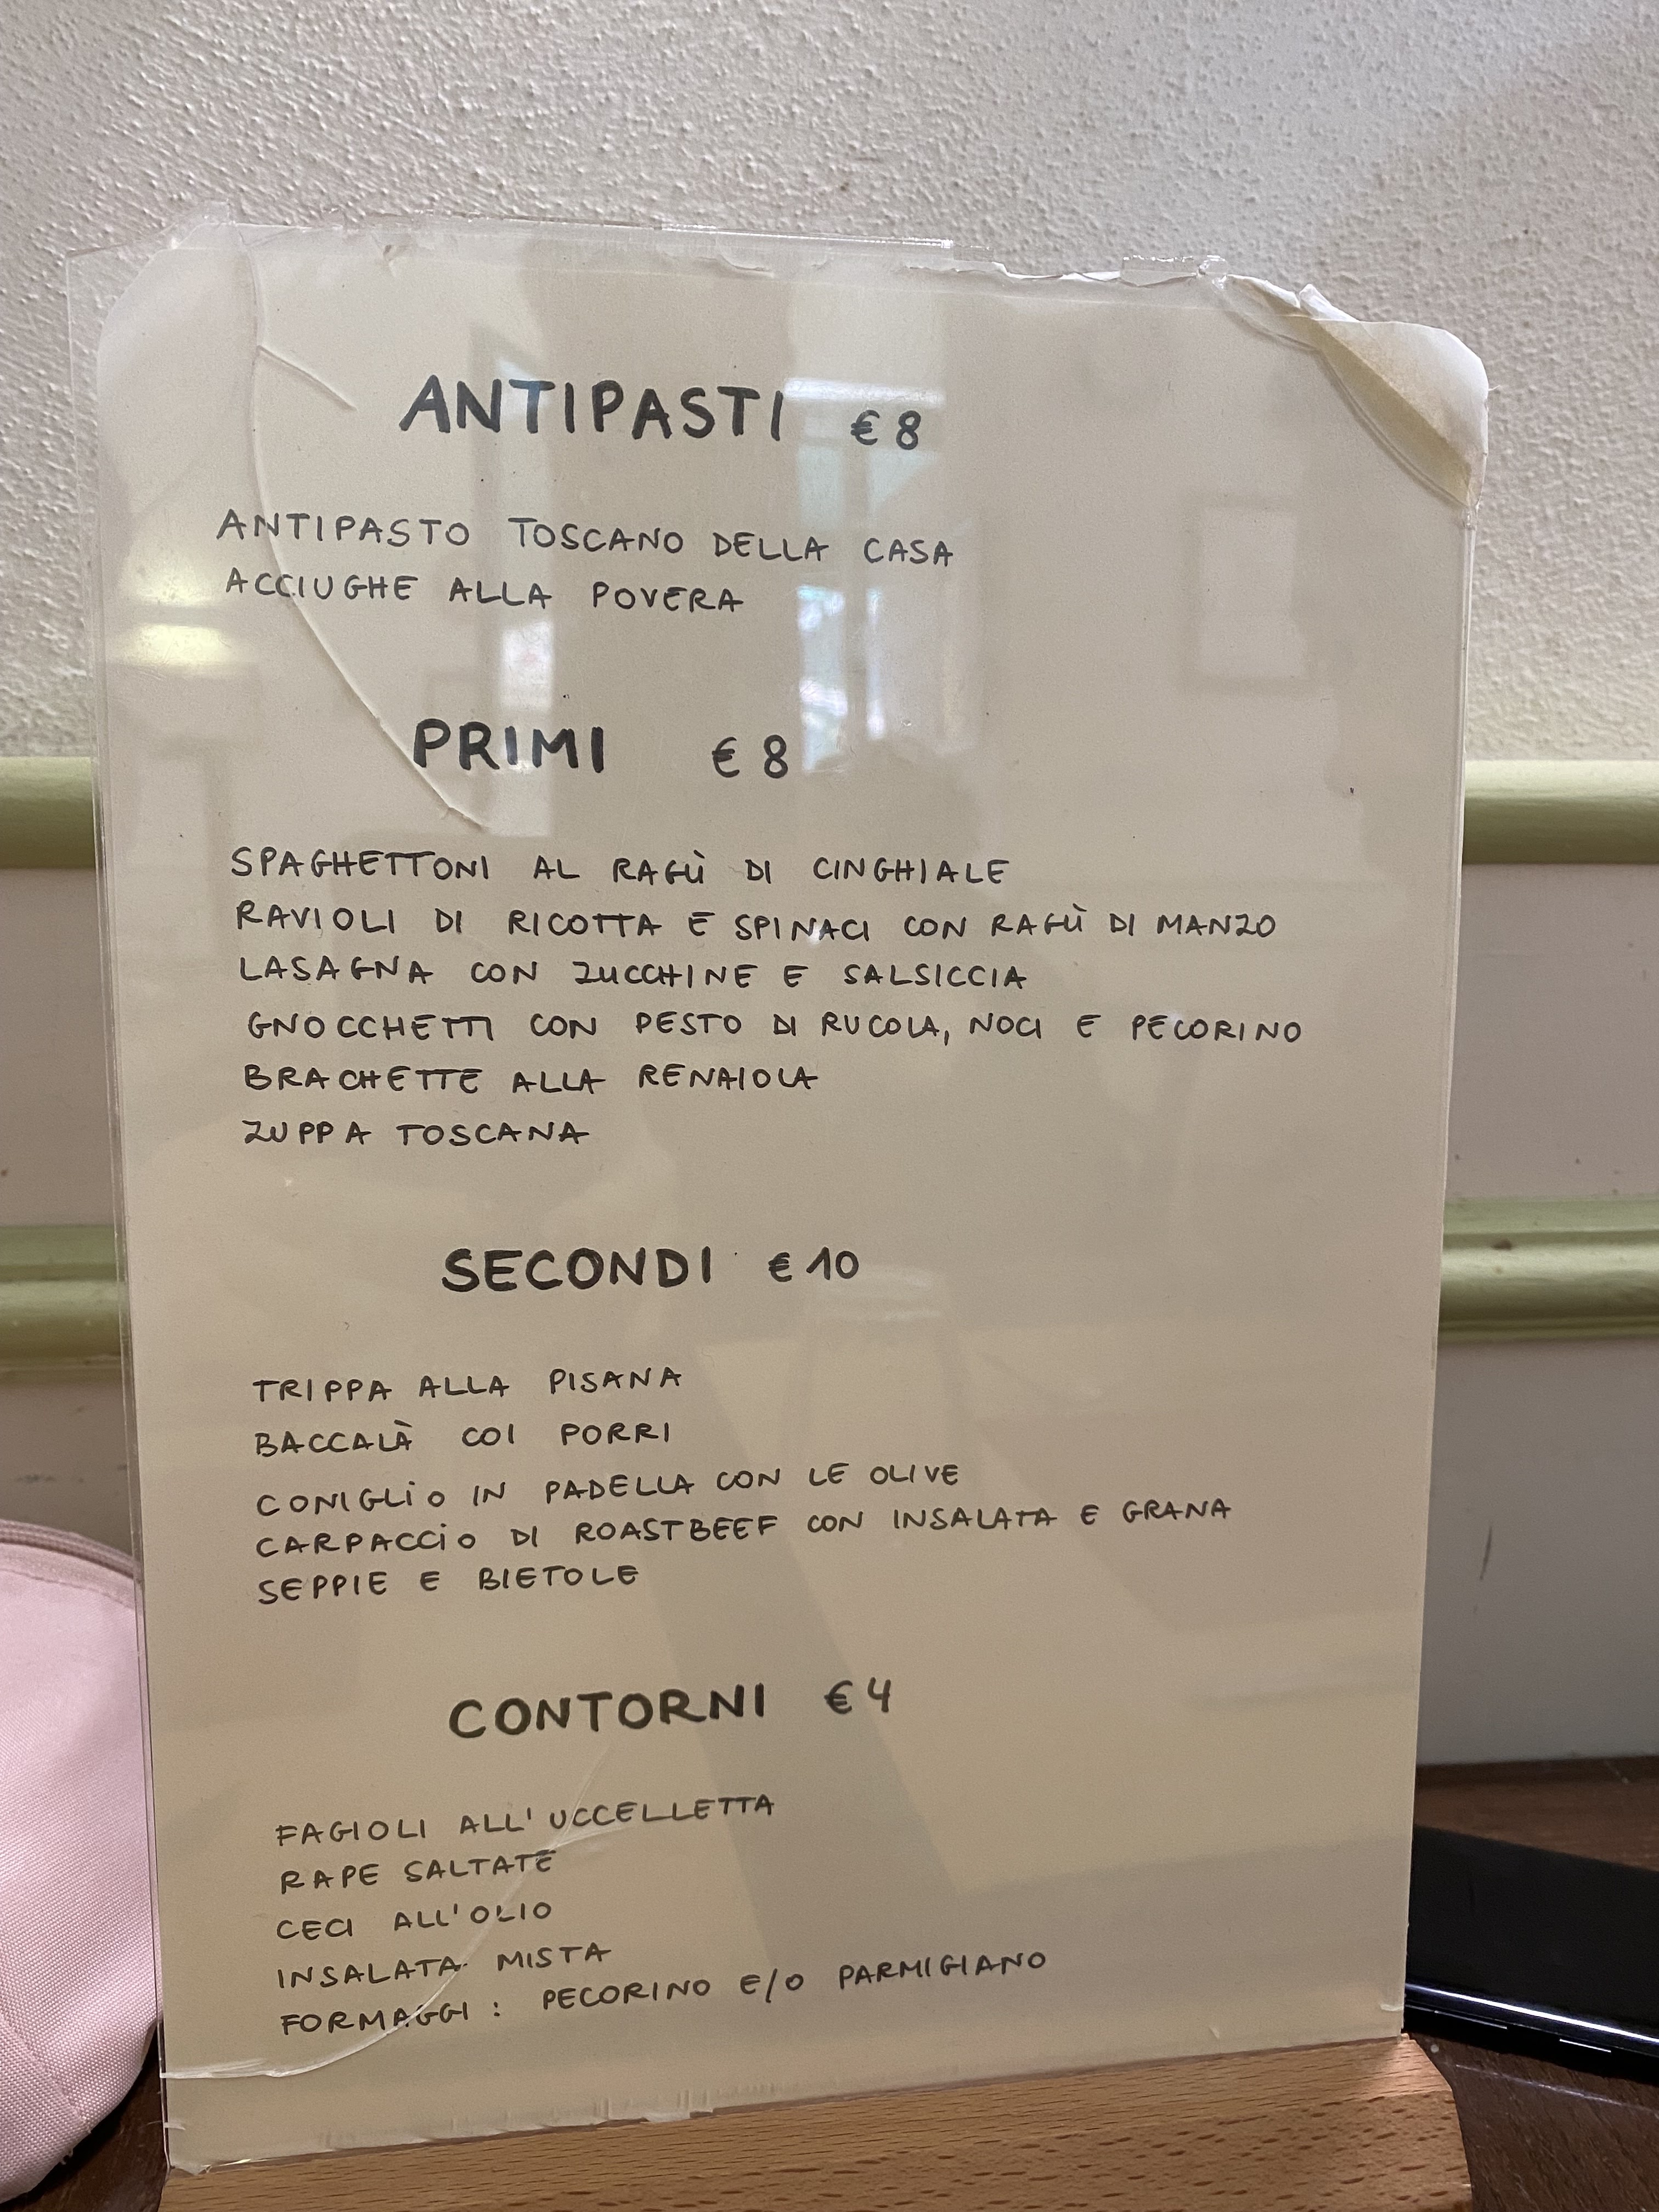 ANTIPASTI € 8
ANTIPASTO TOSCANO DELLA CASA
ACCIUGHE ALLA POVERA
PRIMI € 8
SPAGHETTONI AL RAGÙ DI CINGHIALE
RAVIOLI DI RICOTTA E SPINACI CON RAGÙ DI MANZO
LASAGNA CON ZUCCHINE E SALSICCIA
GNOCCHETTI CON PESTO DI RUCOLA, NOCI E PECORINO
BRACHETTE ALLA RENAIOLA
ZUPPA TOSCANA
SECONDI € 10
TRIPPA ALLA PISANA
BACCALÀ COI PORRI
CONIGLIO IN PADELLA CON LE OLIVE
CARPACCIO DI ROASTBEEF CON INSALATA E GRANA
SEPPIE E BIETOLE
CONTORNI € 4
FAGIOLI ALL'UCCELLETTA
RAPE SALTATE
CECI ALL'OLIO
INSALATA MISTA
FORMAGGI: PECORINO E/O PARMIGIANO